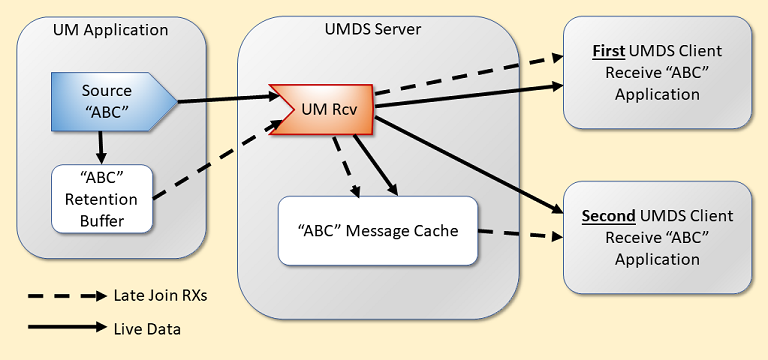 UM Application
Source
“ABC”
“ABC”
Retention
Buffer
UMDS Server
UM Rcv
“ABC” Message Cache
First UMDS Client
Receive “ABC”
Application
Second UMDS Client
Receive “ABC”
Application
Late Join RXs
Live Data